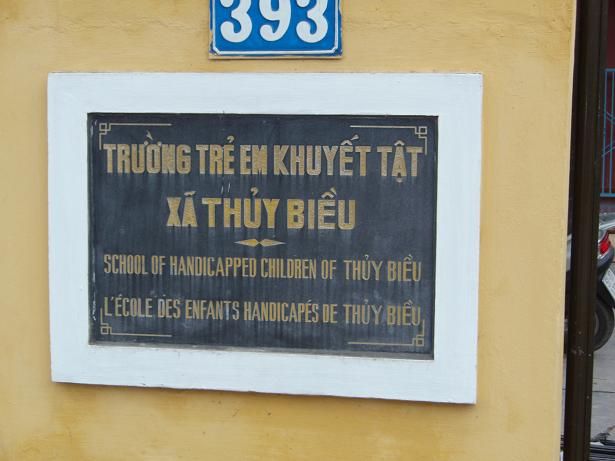 393
TRƯỜNG TRẺ EM KHUYẾT TẬT
XÃ THỦY BIỀU
SCHOOL OF HANDICAPPED CHILDREN OF THỦY BIỀU
L'ÉCOLE DES ENFANTS HANDICAPÉS DE THỦY BIỀU